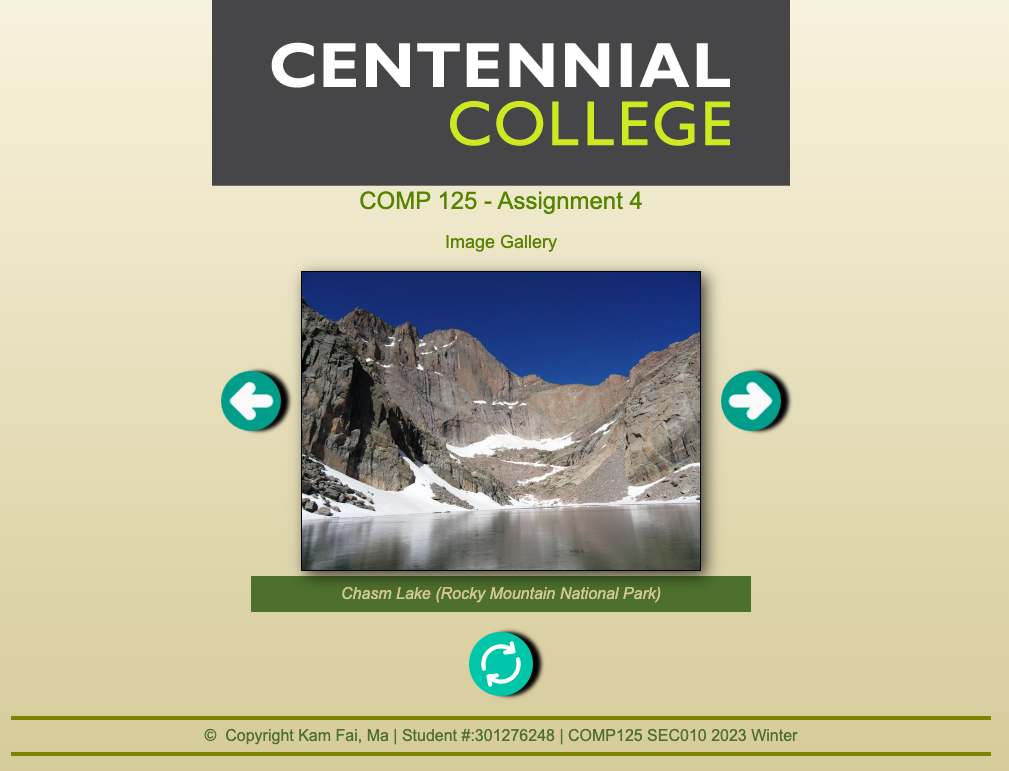 CENTENNIAL
COLLEGE
COMP 125 - Assignment 4
Image Gallery
Chasm Lake (Rocky Mountain National Park)
© Copyright Kam Fai, Ma | Student #:301276248 | COMP125 SEC010 2023 Winter